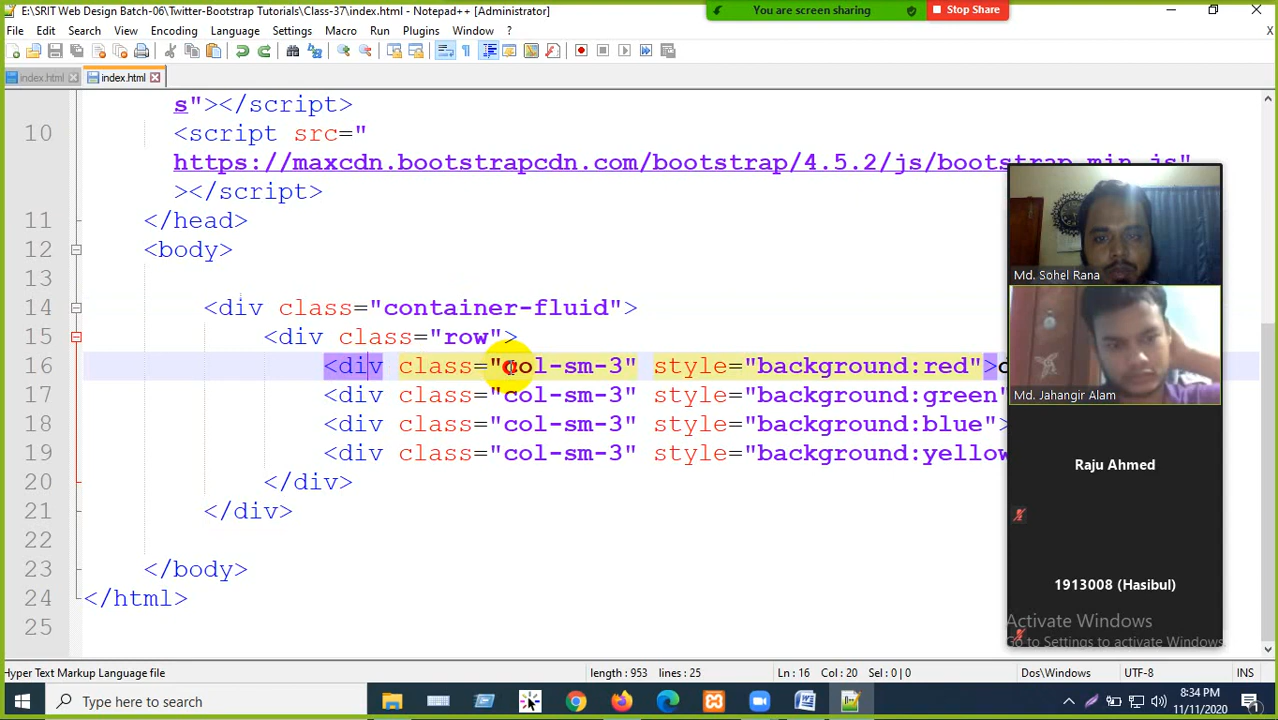 E:\SRIT Web Design Batch-06\Twitter-Bootstrap Tutorials\Class-37\index.html - Notepad++ [Administrator]
You are screen sharing
Stop Share
File Edit Search View Encoding Language Settings Macro Run Plugins Window ?
X
index.html index.html
s"></script>
10 <script src="
https://maxcdn.bootstrapcdn.com/bootstrap/4.5.2/js/bootstrap.min.js"
></script>
11 </head>
12 <body>
13
14 <div class="container-fluid">
15 <div class="row">
16 <div class="col-sm-3" style="background:red">
17 <div class="col-sm-3" style="background:green"
18 <div class="col-sm-3" style="background:blue">
19 <div class="col-sm-3" style="background:yellow
20 </div>
21 </div>
22
23 </body>
24 </html>
25
Md. Sohel Rana
Md. Jahangir Alam
Raju Ahmed
1913008 (Hasibul)
Activate Windows
Go to Settings to activate Windows.
Hyper Text Markup Language file length : 953 lines : 25 Ln : 16 Col : 20 Sel : 0 | 0 Dos\Windows UTF-8 INS
Type here to search
8:34 PM
11/11/2020